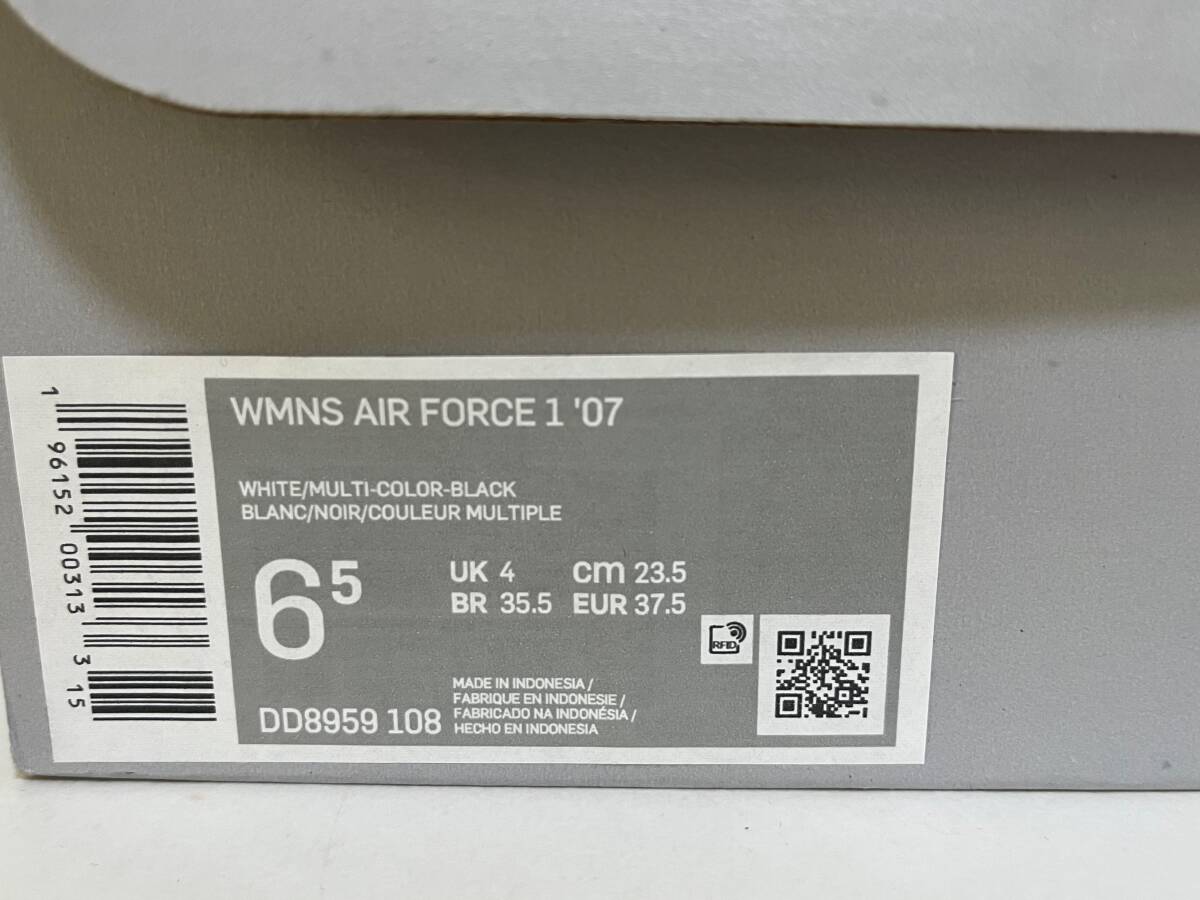 WMNS AIR FORCE 1 '07
WHITE/MULTI-COLOR-BLACK
BLANC/NOIR/COULEUR MULTIPLE
6⁵
UK 4 cm 23.5
BR 35.5 EUR 37.5
RFID
MADE IN INDONESIA /
FABRIQUE EN INDONESIE /
FABRICADO NA INDONÉSIA /
HECHO EN INDONESIA
DD8959 108
1 96152 00313 3 15